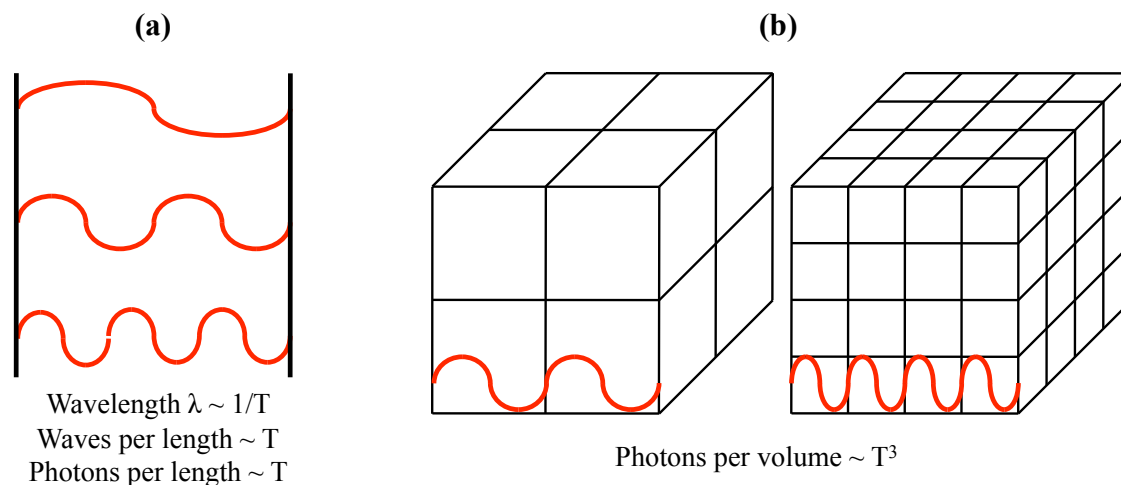 (a)
Wavelength λ ~ 1/T
Waves per length ~ T
Photons per length ~ T
(b)
Photons per volume ~ T³